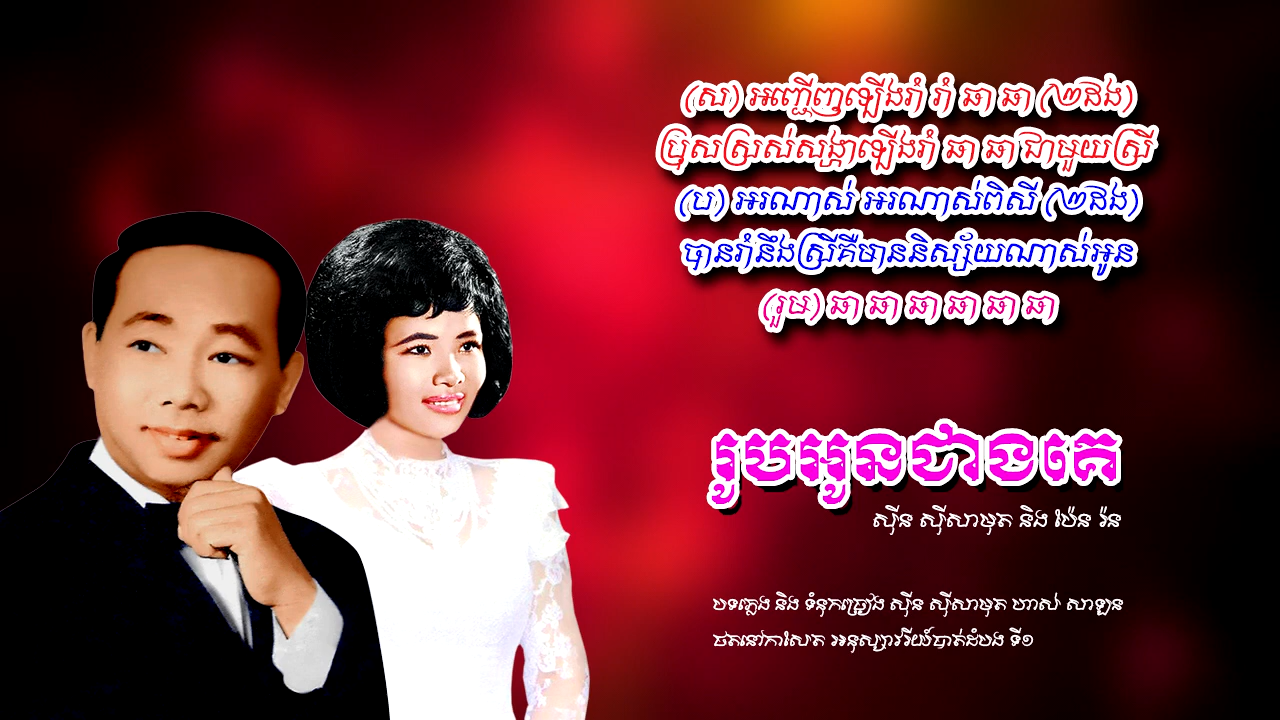 (ស) អញ្ជើញឡើងរាំ រាំ ឆា ឆា (២ដង)
ប្រុសស្រស់សង្ហាឡើងរាំ ឆា ឆា ជាមួយស្រី
(ប) អរណាស់ អរណាស់ពិសី (២ដង)
បានរាំនឹងស្រីគឺមាននិស្ស័យណាស់អូន
(រួម) ឆា ឆា ឆា ឆា ឆា ឆា
រូបអូនជាងគេ
ស៊ីន ស៊ីសាមុត និង ប៉ែន រ៉ន
បទភ្លេង និង ទំនុកច្រៀង ស៊ីន ស៊ីសាមុត ហាស់ សាឡន
ថតនៅកាសែត អនុស្សាវរីយ៍បាត់ដំបង ទី១